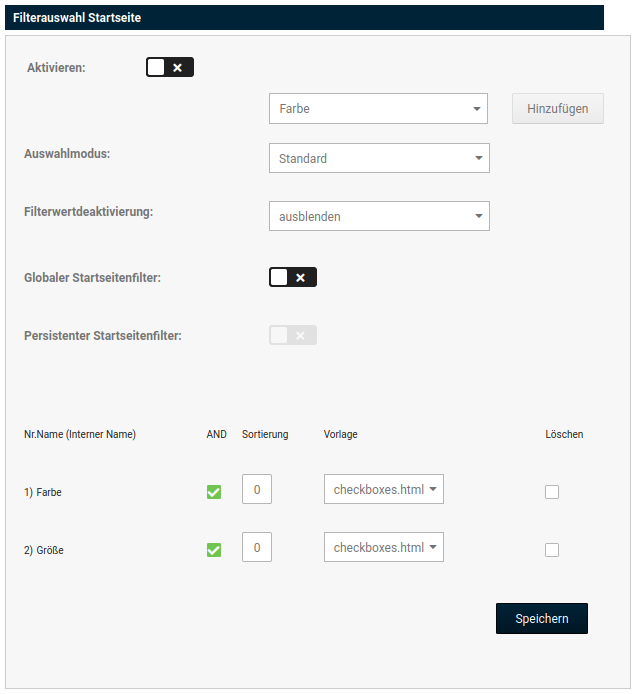 Filterauswahl Startseite
Aktivieren:
Farbe
Hinzufügen
Auswahlmodus:
Standard
Filterwertdeaktivierung:
ausblenden
Globaler Startseitenfilter:
Persistenter Startseitenfilter:
Nr.Name (Interner Name) AND Sortierung Vorlage Löschen
1) Farbe 0 checkboxes.html
2) Größe 0 checkboxes.html
Speichern